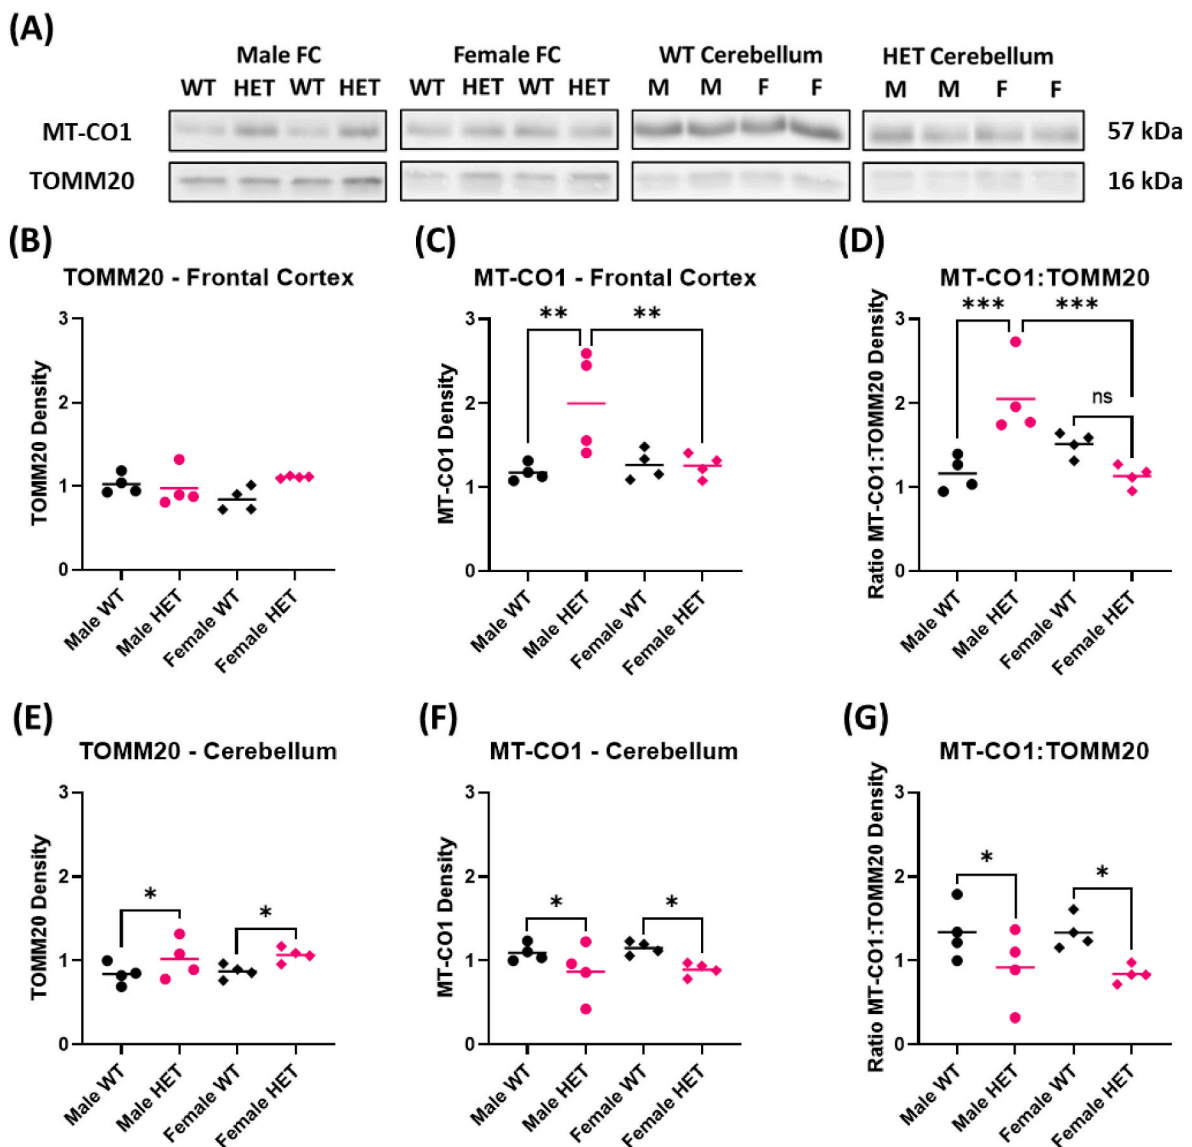 (A)
Male FC Female FC WT Cerebellum HET Cerebellum
WT HET WT HET WT HET WT HET M M F F M M F F
MT-CO1 57 kDa
TOMM20 16 kDa
(B) (C) (D)
TOMM20 - Frontal Cortex MT-CO1 - Frontal Cortex MT-CO1:TOMM20
TOMM20 Density
3
2
1
0
Male WT
Male HET
Female WT
Female HET
MT-CO1 Density
** **
3
2
1
0
Male WT
Male HET
Female WT
Female HET
Ratio MT-CO1:TOMM20 Density
*** ***
ns
3
2
1
0
Male WT
Male HET
Female WT
Female HET
(E) (F) (G)
TOMM20 - Cerebellum MT-CO1 - Cerebellum MT-CO1:TOMM20
TOMM20 Density
* *
3
2
1
0
Male WT
Male HET
Female WT
Female HET
MT-CO1 Density
* *
3
2
1
0
Male WT
Male HET
Female WT
Female HET
Ratio MT-CO1:TOMM20 Density
* *
3
2
1
0
Male WT
Male HET
Female WT
Female HET